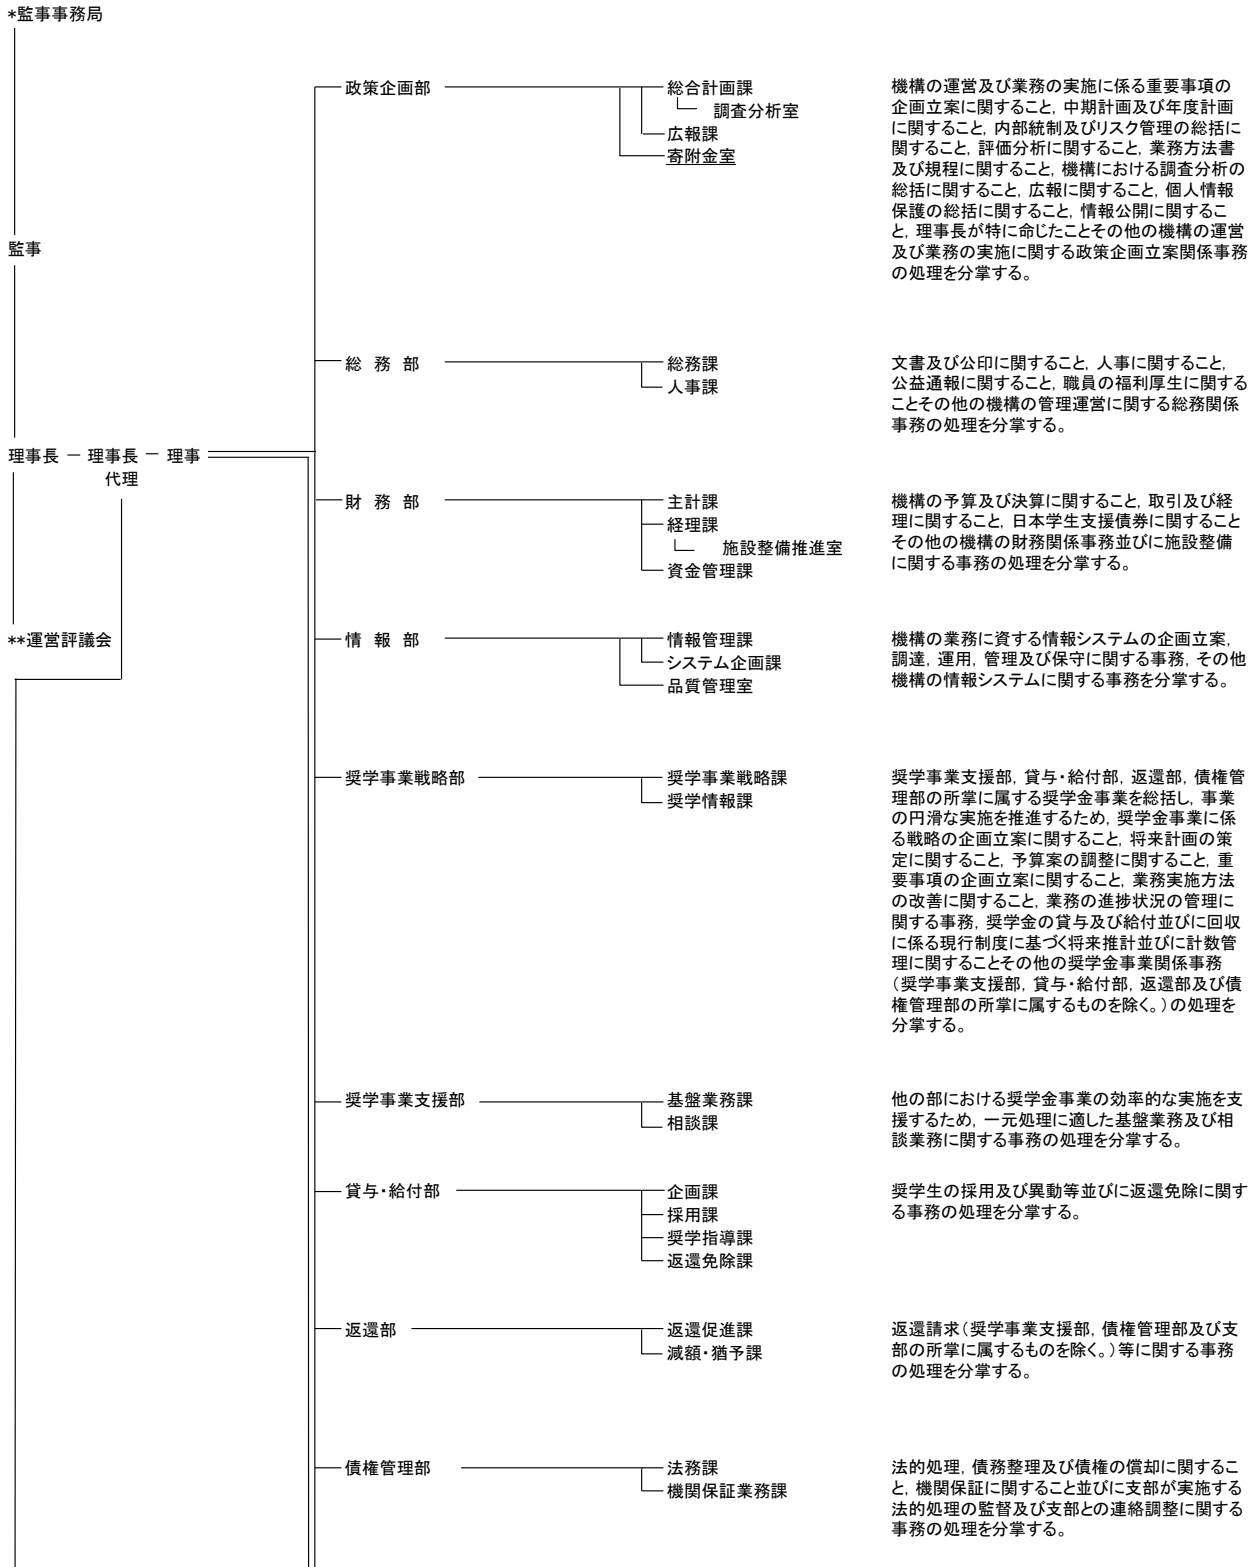 *監事事務局
政策企画部
総合計画課
調査分析室
広報課
寄附金室
機構の運営及び業務の実施に係る重要事項の
企画立案に関すること，中期計画及び年度計画
に関すること，内部統制及びリスク管理の総括に
関すること，評価分析に関すること，業務方法書
及び規程に関すること，機構における調査分析の
総括に関すること，広報に関すること，個人情報
保護の総括に関すること，情報公開に関するこ
と，理事長が特に命じたことその他の機構の運営
及び業務の実施に関する政策企画立案関係事務
の処理を分掌する。
監事
総 務 部
総務課
人事課
文書及び公印に関すること，人事に関すること，
公益通報に関すること，職員の福利厚生に関する
ことその他の機構の管理運営に関する総務関係
事務の処理を分掌する。
理事長 － 理事長 － 理事
代理
財 務 部
主計課
経理課
施設整備推進室
資金管理課
機構の予算及び決算に関すること，取引及び経
理に関すること，日本学生支援債券に関すること
その他の機構の財務関係事務並びに施設整備
に関する事務の処理を分掌する。
**運営評議会
情 報 部
情報管理課
システム企画課
品質管理室
機構の業務に資する情報システムの企画立案，
調達，運用，管理及び保守に関する事務，その他
機構の情報システムに関する事務を分掌する。
奨学事業戦略部
奨学事業戦略課
奨学情報課
奨学事業支援部，貸与・給付部，返還部，債権管
理部の所掌に属する奨学金事業を総括し，事業
の円滑な実施を推進するため，奨学金事業に係
る戦略の企画立案に関すること，将来計画の策
定に関すること，予算案の調整に関すること，重
要事項の企画立案に関すること，業務実施方法
の改善に関すること，業務の進捗状況の管理に
関する事務，奨学金の貸与及び給付並びに回収
に係る現行制度に基づく将来推計並びに計数管
理に関することその他の奨学金事業関係事務
（奨学事業支援部，貸与・給付部，返還部及び債
権管理部の所掌に属するものを除く。）の処理を
分掌する。
奨学事業支援部
基盤業務課
相談課
他の部における奨学金事業の効率的な実施を支
援するため，一元処理に適した基盤業務及び相
談業務に関する事務の処理を分掌する。
貸与・給付部
企画課
採用課
奨学指導課
返還免除課
奨学生の採用及び異動等並びに返還免除に関す
る事務の処理を分掌する。
返還部
返還促進課
減額・猶予課
返還請求（奨学事業支援部，債権管理部及び支
部の所掌に属するものを除く。）等に関する事務
の処理を分掌する。
債権管理部
法務課
機関保証業務課
法的処理，債務整理及び債権の償却に関するこ
と，機関保証に関すること並びに支部が実施する
法的処理の監督及び支部との連絡調整に関する
事務の処理を分掌する。